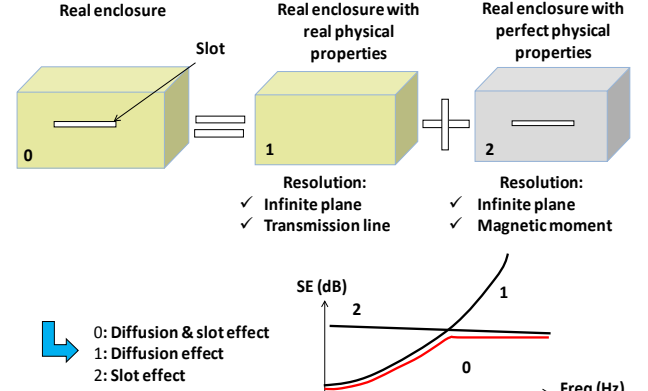 Real enclosure
Real enclosure with
real physical
properties
Real enclosure with
perfect physical
properties
Slot
0
1
2
Resolution:
✓ Infinite plane
✓ Transmission line
Resolution:
✓ Infinite plane
✓ Magnetic moment
SE (dB)
1
2
0
0: Diffusion & slot effect
1: Diffusion effect
2: Slot effect
Freq (Hz)